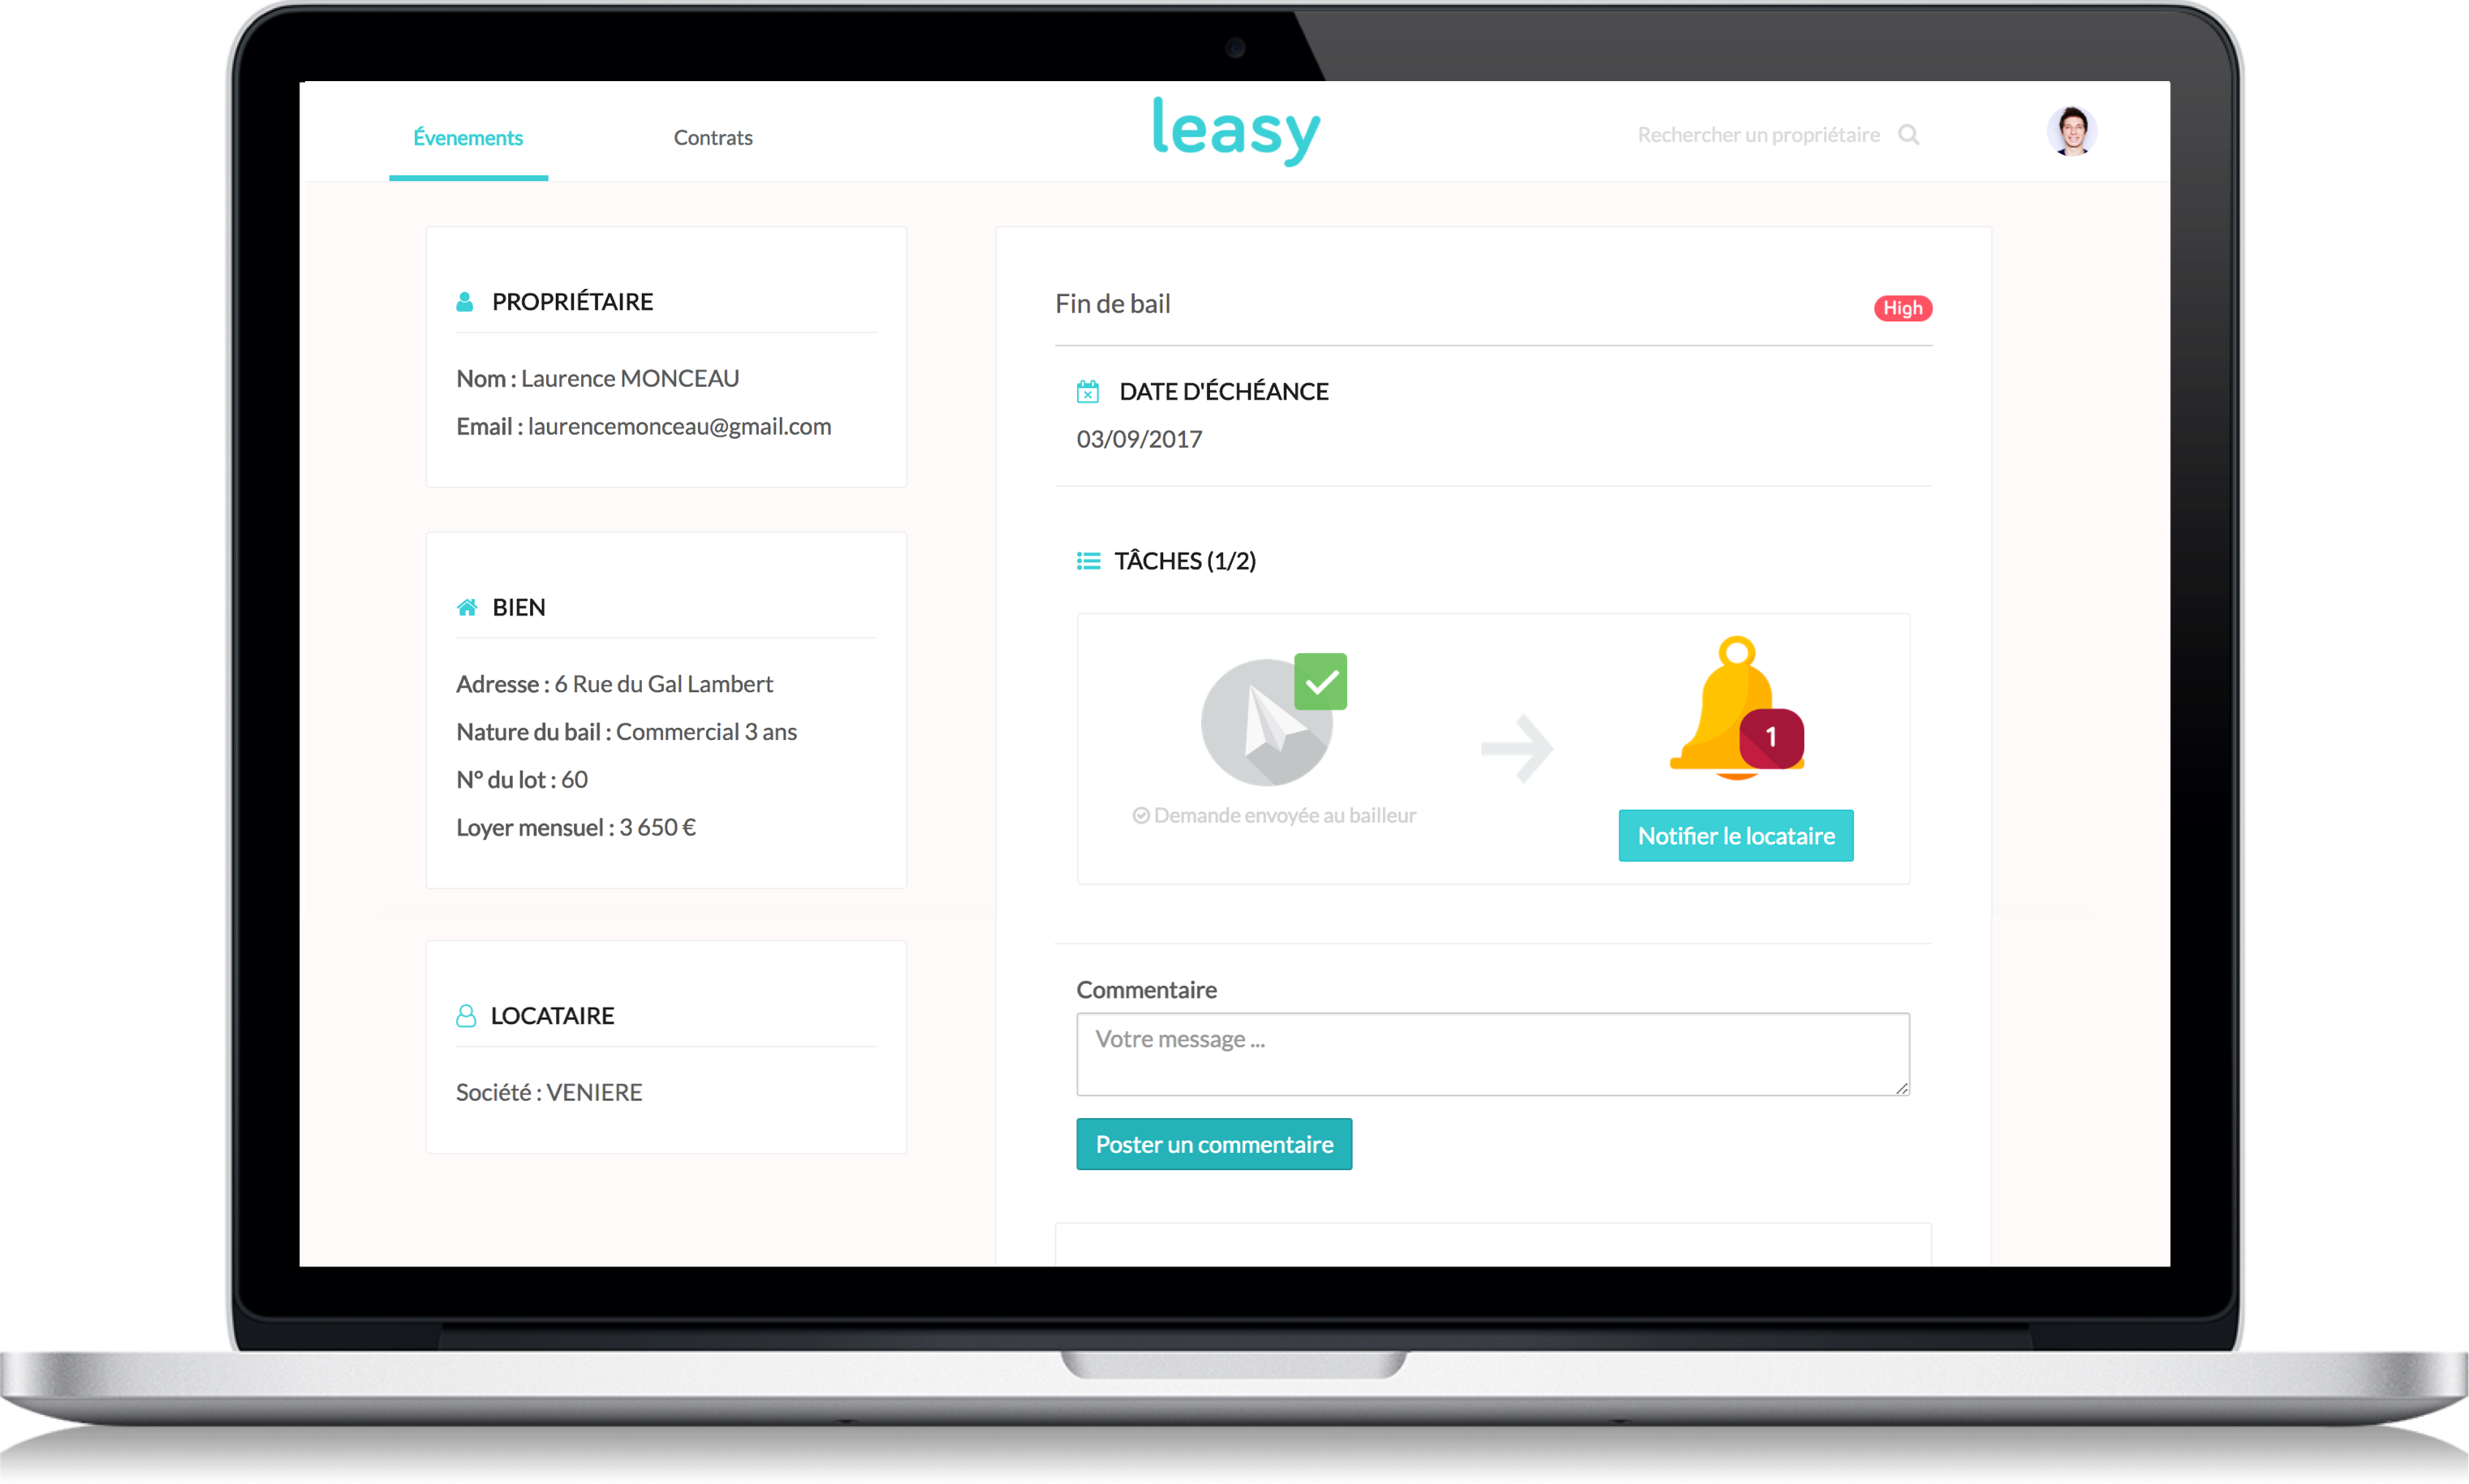 Évenements
Contrats
leasy
Rechercher un propriétaire
PROPRIÉTAIRE
Nom : Laurence MONCEAU
Email : laurencemonceau@gmail.com
BIEN
Adresse : 6 Rue du Gal Lambert
Nature du bail : Commercial 3 ans
N° du lot : 60
Loyer mensuel : 3 650 €
LOCATAIRE
Société : VENIERE
Fin de bail
High
DATE D'ÉCHÉANCE
03/09/2017
TÂCHES (1/2)
1
Demande envoyée au bailleur
Notifier le locataire
Commentaire
Votre message ...
Poster un commentaire